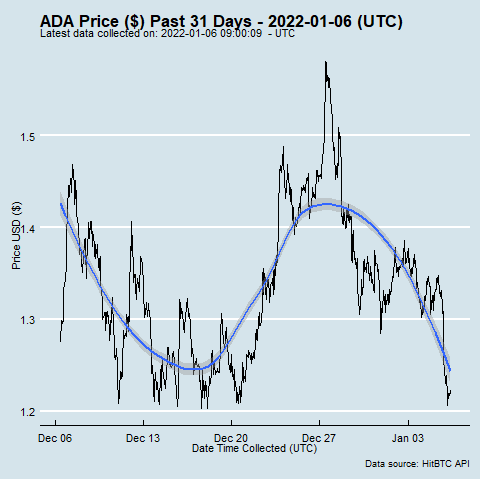 ADA Price ($) Past 31 Days - 2022-01-06 (UTC)
Latest data collected on: 2022-01-06 09:00:09 - UTC
Price USD ($)
1.5
1.4
1.3
1.2
Dec 06 Dec 13 Dec 20 Dec 27 Jan 03
Date Time Collected (UTC)
Data source: HitBTC API